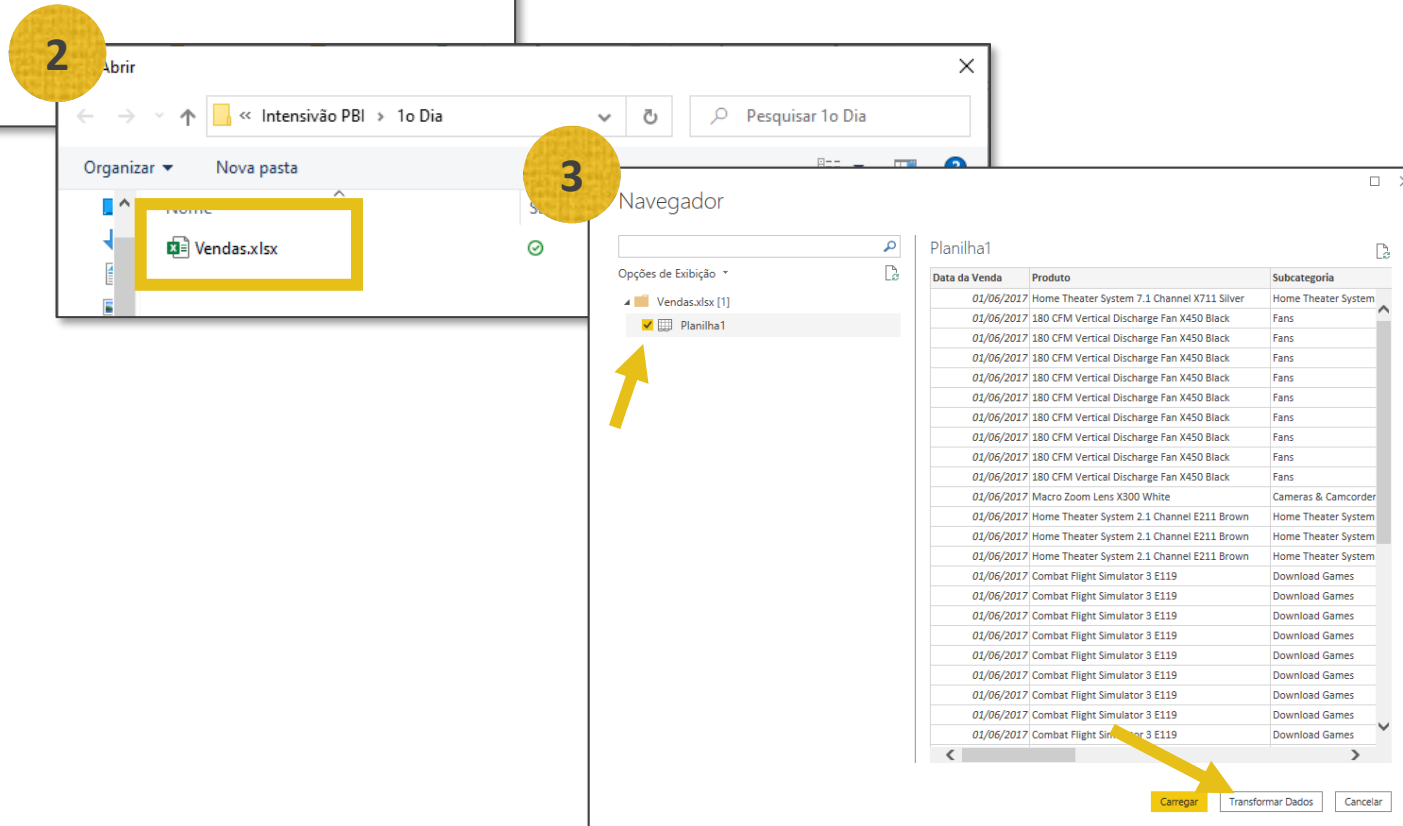 2
Abrir
« Intensivão PBI > 1o Dia
Pesquisar 1o Dia
Organizar
Nova pasta
Nome
Vendas.xlsx
3
Navegador
Opções de Exibição
Vendas.xlsx [1]
Planilha1
Planilha1
Data da Venda Produto Subcategoria
01/06/2017 Home Theater System 7.1 Channel X711 Silver Home Theater System
01/06/2017 180 CFM Vertical Discharge Fan X450 Black Fans
01/06/2017 180 CFM Vertical Discharge Fan X450 Black Fans
01/06/2017 180 CFM Vertical Discharge Fan X450 Black Fans
01/06/2017 180 CFM Vertical Discharge Fan X450 Black Fans
01/06/2017 180 CFM Vertical Discharge Fan X450 Black Fans
01/06/2017 180 CFM Vertical Discharge Fan X450 Black Fans
01/06/2017 180 CFM Vertical Discharge Fan X450 Black Fans
01/06/2017 180 CFM Vertical Discharge Fan X450 Black Fans
01/06/2017 180 CFM Vertical Discharge Fan X450 Black Fans
01/06/2017 Macro Zoom Lens X300 White Cameras & Camcorder
01/06/2017 Home Theater System 2.1 Channel E211 Brown Home Theater System
01/06/2017 Home Theater System 2.1 Channel E211 Brown Home Theater System
01/06/2017 Home Theater System 2.1 Channel E211 Brown Home Theater System
01/06/2017 Combat Flight Simulator 3 E119 Download Games
01/06/2017 Combat Flight Simulator 3 E119 Download Games
01/06/2017 Combat Flight Simulator 3 E119 Download Games
01/06/2017 Combat Flight Simulator 3 E119 Download Games
01/06/2017 Combat Flight Simulator 3 E119 Download Games
01/06/2017 Combat Flight Simulator 3 E119 Download Games
01/06/2017 Combat Flight Simulator 3 E119 Download Games
01/06/2017 Combat Flight Simulator 3 E119 Download Games
01/06/2017 Combat Flight 3 E119 Download Games
Carregar Transformar Dados Cancelar